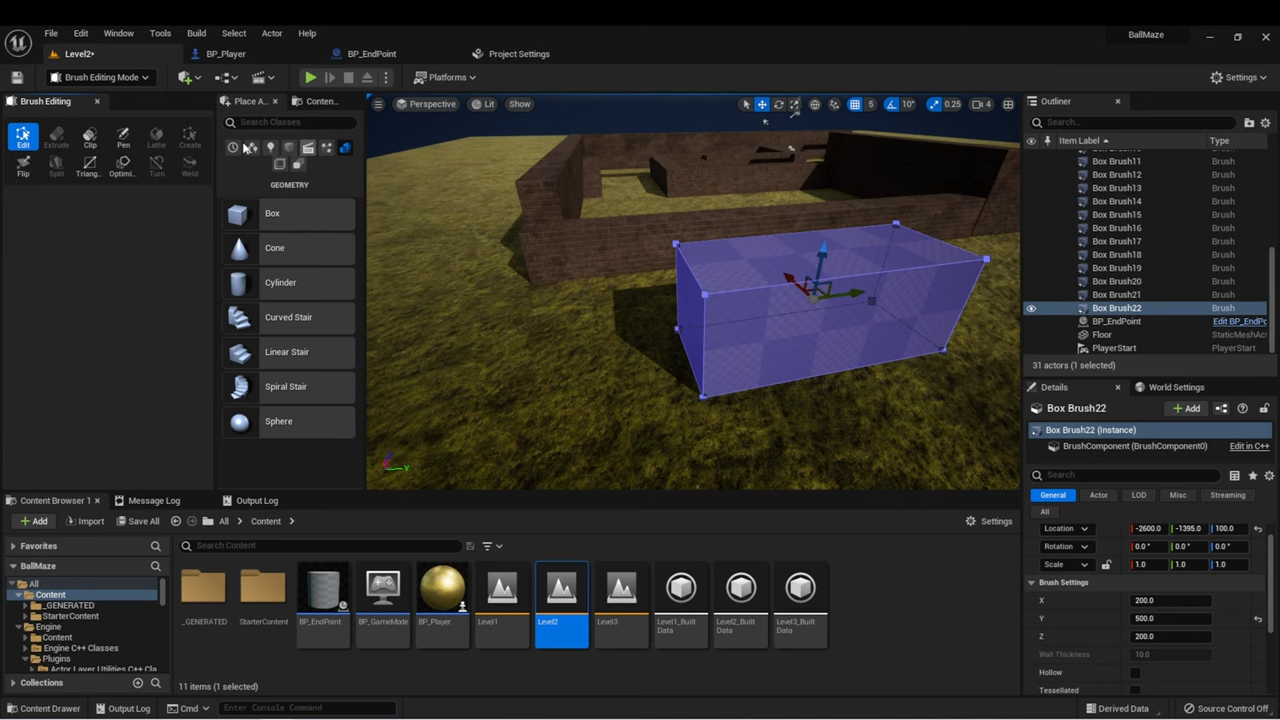 File Edit Window Tools Build Select Actor Help BallMaze
Level2• BP_Player BP_EndPoint Project Settings
Brush Editing Mode Platforms Settings
Brush Editing Place A... Conten... Perspective Lit Show 5 10° 0.25 4 Outliner
Search Classes Search...
Edit Extrude Clip Pen Lathe Create Item Label Type
Flip Split Triang... Optimi... Turn Weld
Box Brush11 Brush
Box Brush12 Brush
Box Brush13 Brush
Box Brush14 Brush
Box Brush15 Brush
Box Brush16 Brush
Box Brush17 Brush
Box Brush18 Brush
Box Brush19 Brush
Box Brush20 Brush
Box Brush21 Brush
Box Brush22 Brush
BP_EndPoint Edit BP_EndPo
Floor StaticMeshAct
PlayerStart PlayerStart
31 actors (1 selected)
GEOMETRY
Box
Cone
Cylinder
Curved Stair
Linear Stair
Spiral Stair
Sphere
Y
Details World Settings
Box Brush22 + Add
Box Brush22 (Instance)
BrushComponent (BrushComponent0) Edit in C++
Search
General Actor LOD Misc Streaming
All
Location -2600.0 -1395.0 100.0
Rotation 0.0° 0.0° 0.0°
Scale 1.0 1.0 1.0
Brush Settings
X 200.0
Y 500.0
Z 200.0
Wall Thickness 10.0
Hollow
Tessellated
Content Browser 1 Message Log Output Log
+ Add Import Save All All Content Settings
Favorites Search Content
BallMaze
All
Content
_GENERATED
StarterContent
Engine
Content
Engine C++ Classes
Plugins
Actor Layer Utilities C++ Cla
Collections
_GENERATED StarterContent BP_EndPoint BP_GameMode BP_Player Level1 Level2 Level3 Level1_Built Data Level2_Built Data Level3_Built Data
11 items (1 selected)
Content Drawer Output Log Cmd Enter Console Command Derived Data Source Control Off